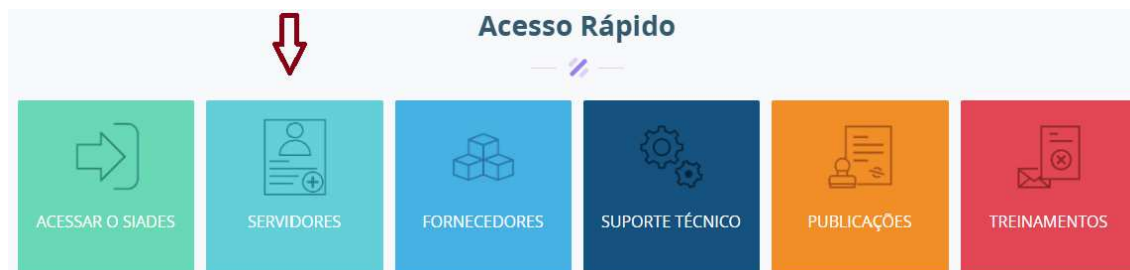 Acesso Rápido
ACESSAR O SIADES
SERVIDORES
FORNECEDORES
SUPORTE TÉCNICO
PUBLICAÇÕES
TREINAMENTOS